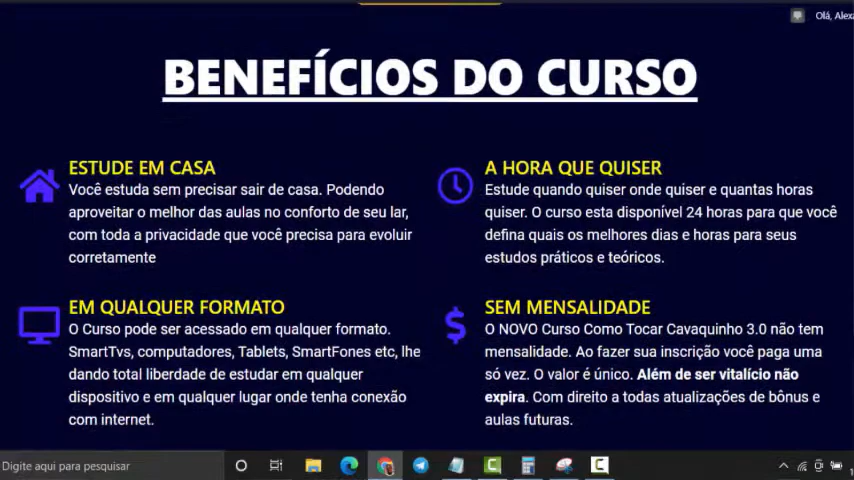 Olá, Alexa
BENEFÍCIOS DO CURSO
ESTUDE EM CASA
Você estuda sem precisar sair de casa. Podendo
aproveitar o melhor das aulas no conforto de seu lar,
com toda a privacidade que você precisa para evoluir
corretamente
A HORA QUE QUISER
Estude quando quiser onde quiser e quantas horas
quiser. O curso esta disponível 24 horas para que você
defina quais os melhores dias e horas para seus
estudos práticos e teóricos.
EM QUALQUER FORMATO
O Curso pode ser acessado em qualquer formato.
SmartTvs, computadores, Tablets, SmartFones etc, lhe
dando total liberdade de estudar em qualquer
dispositivo e em qualquer lugar onde tenha conexão
com internet.
SEM MENSALIDADE
O NOVO Curso Como Tocar Cavaquinho 3.0 não tem
mensalidade. Ao fazer sua inscrição você paga uma
só vez. O valor é único. Além de ser vitalício não
expira. Com direito a todas atualizações de bônus e
aulas futuras.
Digite aqui para pesquisar